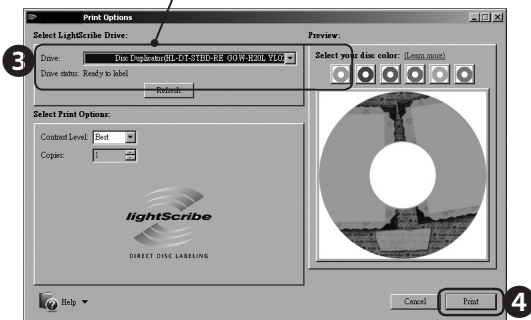 Print Options
Select LightScribe Drive:
Preview:
3
Drive:
Disc Duplicator(HL-DT-STBD-RE GGW-H20L YL0
Select your disc color: (Learn more)
Drive status: Ready to label
Refresh
Select Print Options:
Contrast Level: Best
Copies: 1
lightScribe
DIRECT DISC LABELING
Help
Cancel
Print
4